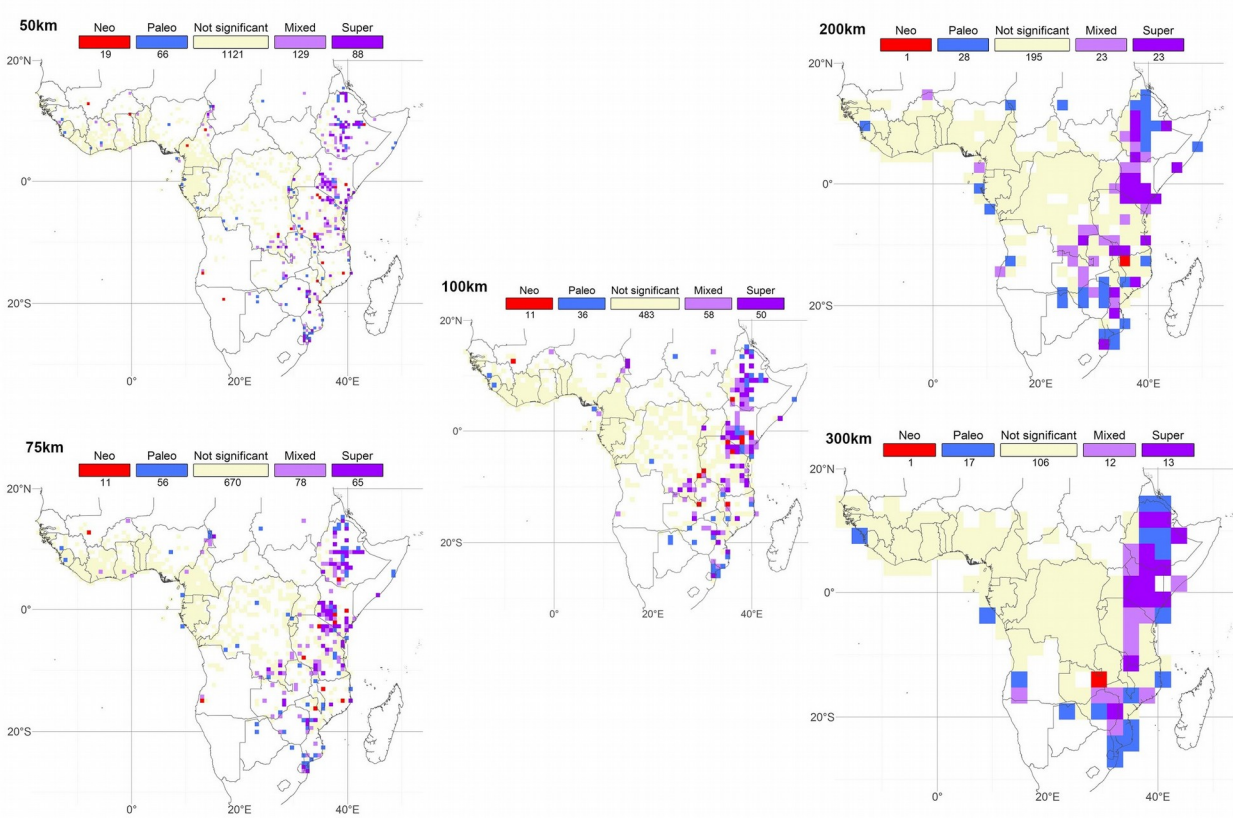 50km
Neo Paleo Not significant Mixed Super
19 66 1121 129 88
20°N
0°
20°S
0° 20°E 40°E
200km
Neo Paleo Not significant Mixed Super
1 28 195 23 23
20°N
0°
20°S
0° 20°E 40°E
100km
Neo Paleo Not significant Mixed Super
11 36 483 58 50
20°N
0°
20°S
0° 20°E 40°E
75km
Neo Paleo Not significant Mixed Super
11 56 670 78 65
20°N
0°
20°S
0° 20°E 40°E
300km
Neo Paleo Not significant Mixed Super
1 17 106 12 13
20°N
0°
20°S
0° 20°E 40°E